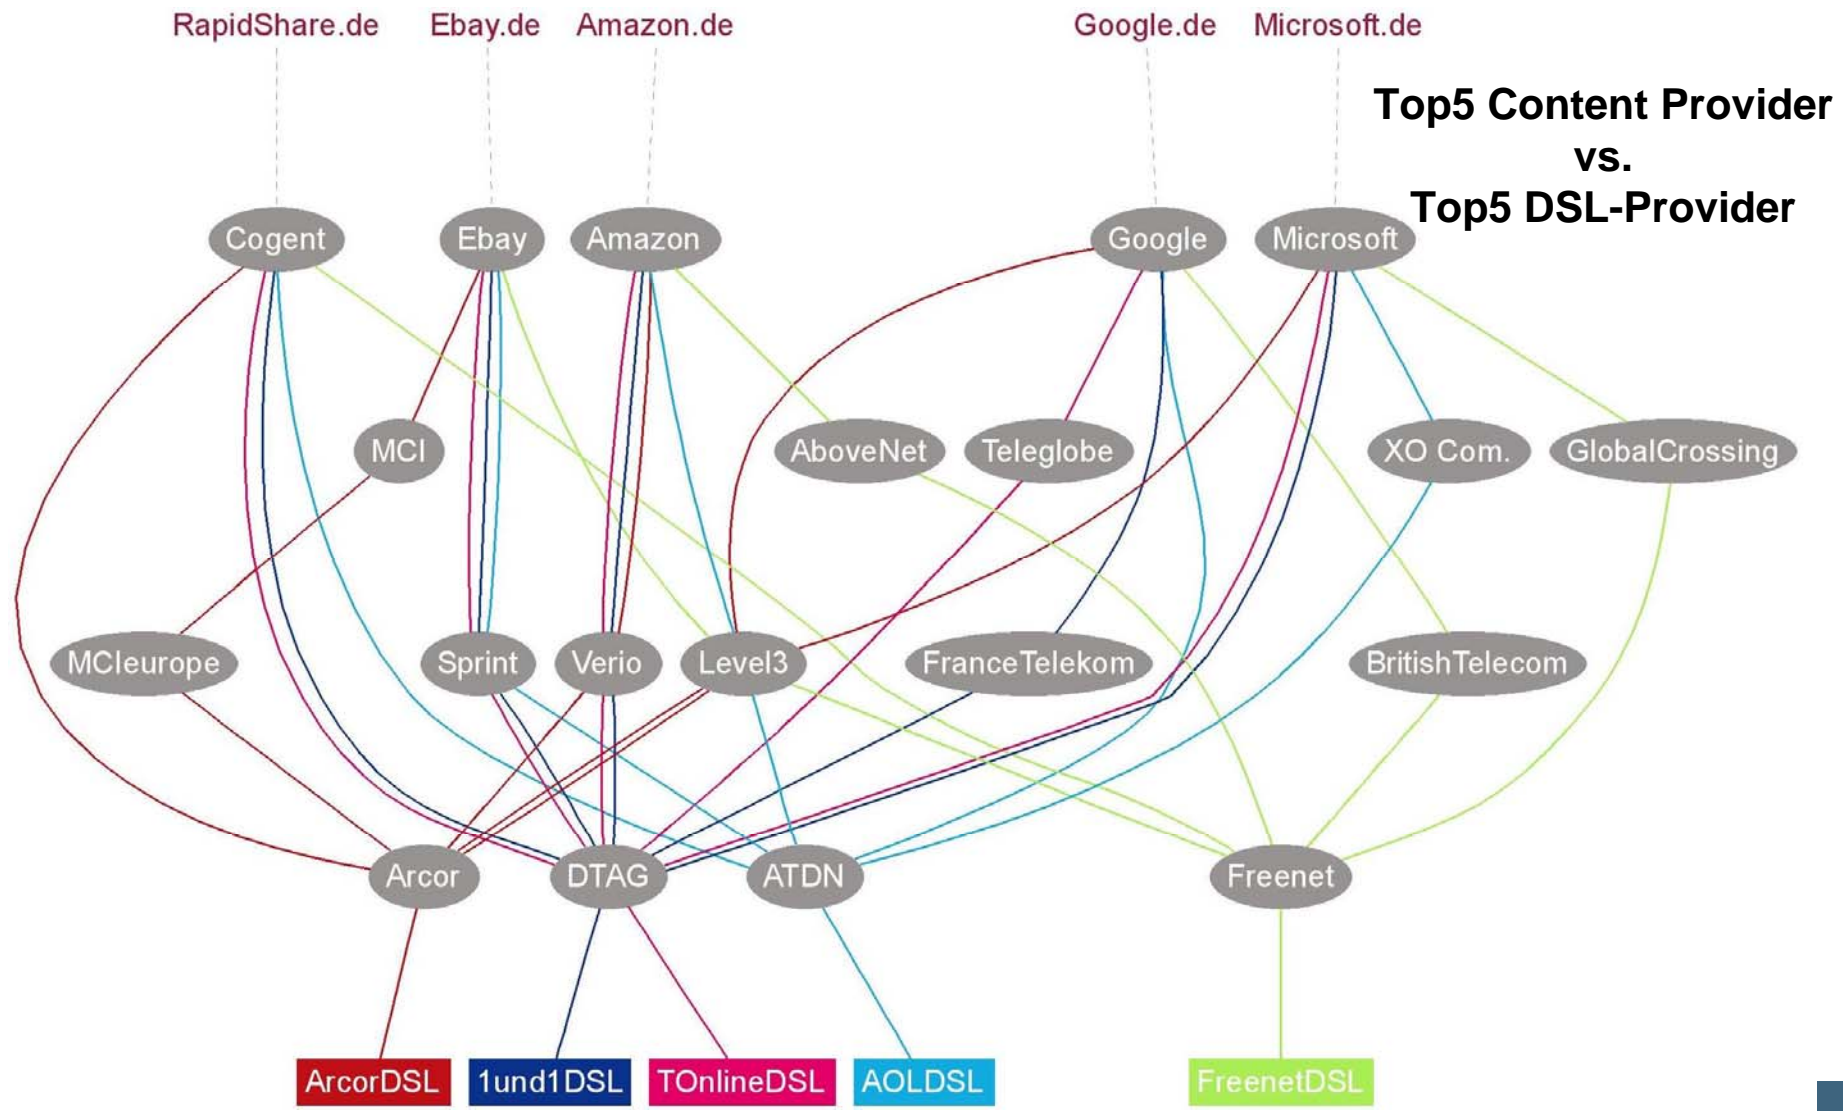 RapidShare.de Ebay.de Amazon.de Google.de Microsoft.de
Top5 Content Provider
vs.
Top5 DSL-Provider
Cogent Ebay Amazon Google Microsoft
MCI AboveNet Teleglobe XO Com. GlobalCrossing
MCIeurope Sprint Verio Level3 FranceTelekom BritishTelecom
Arcor DTAG ATDN Freenet
ArcorDSL 1und1DSL TOnlineDSL AOLDSL FreenetDSL